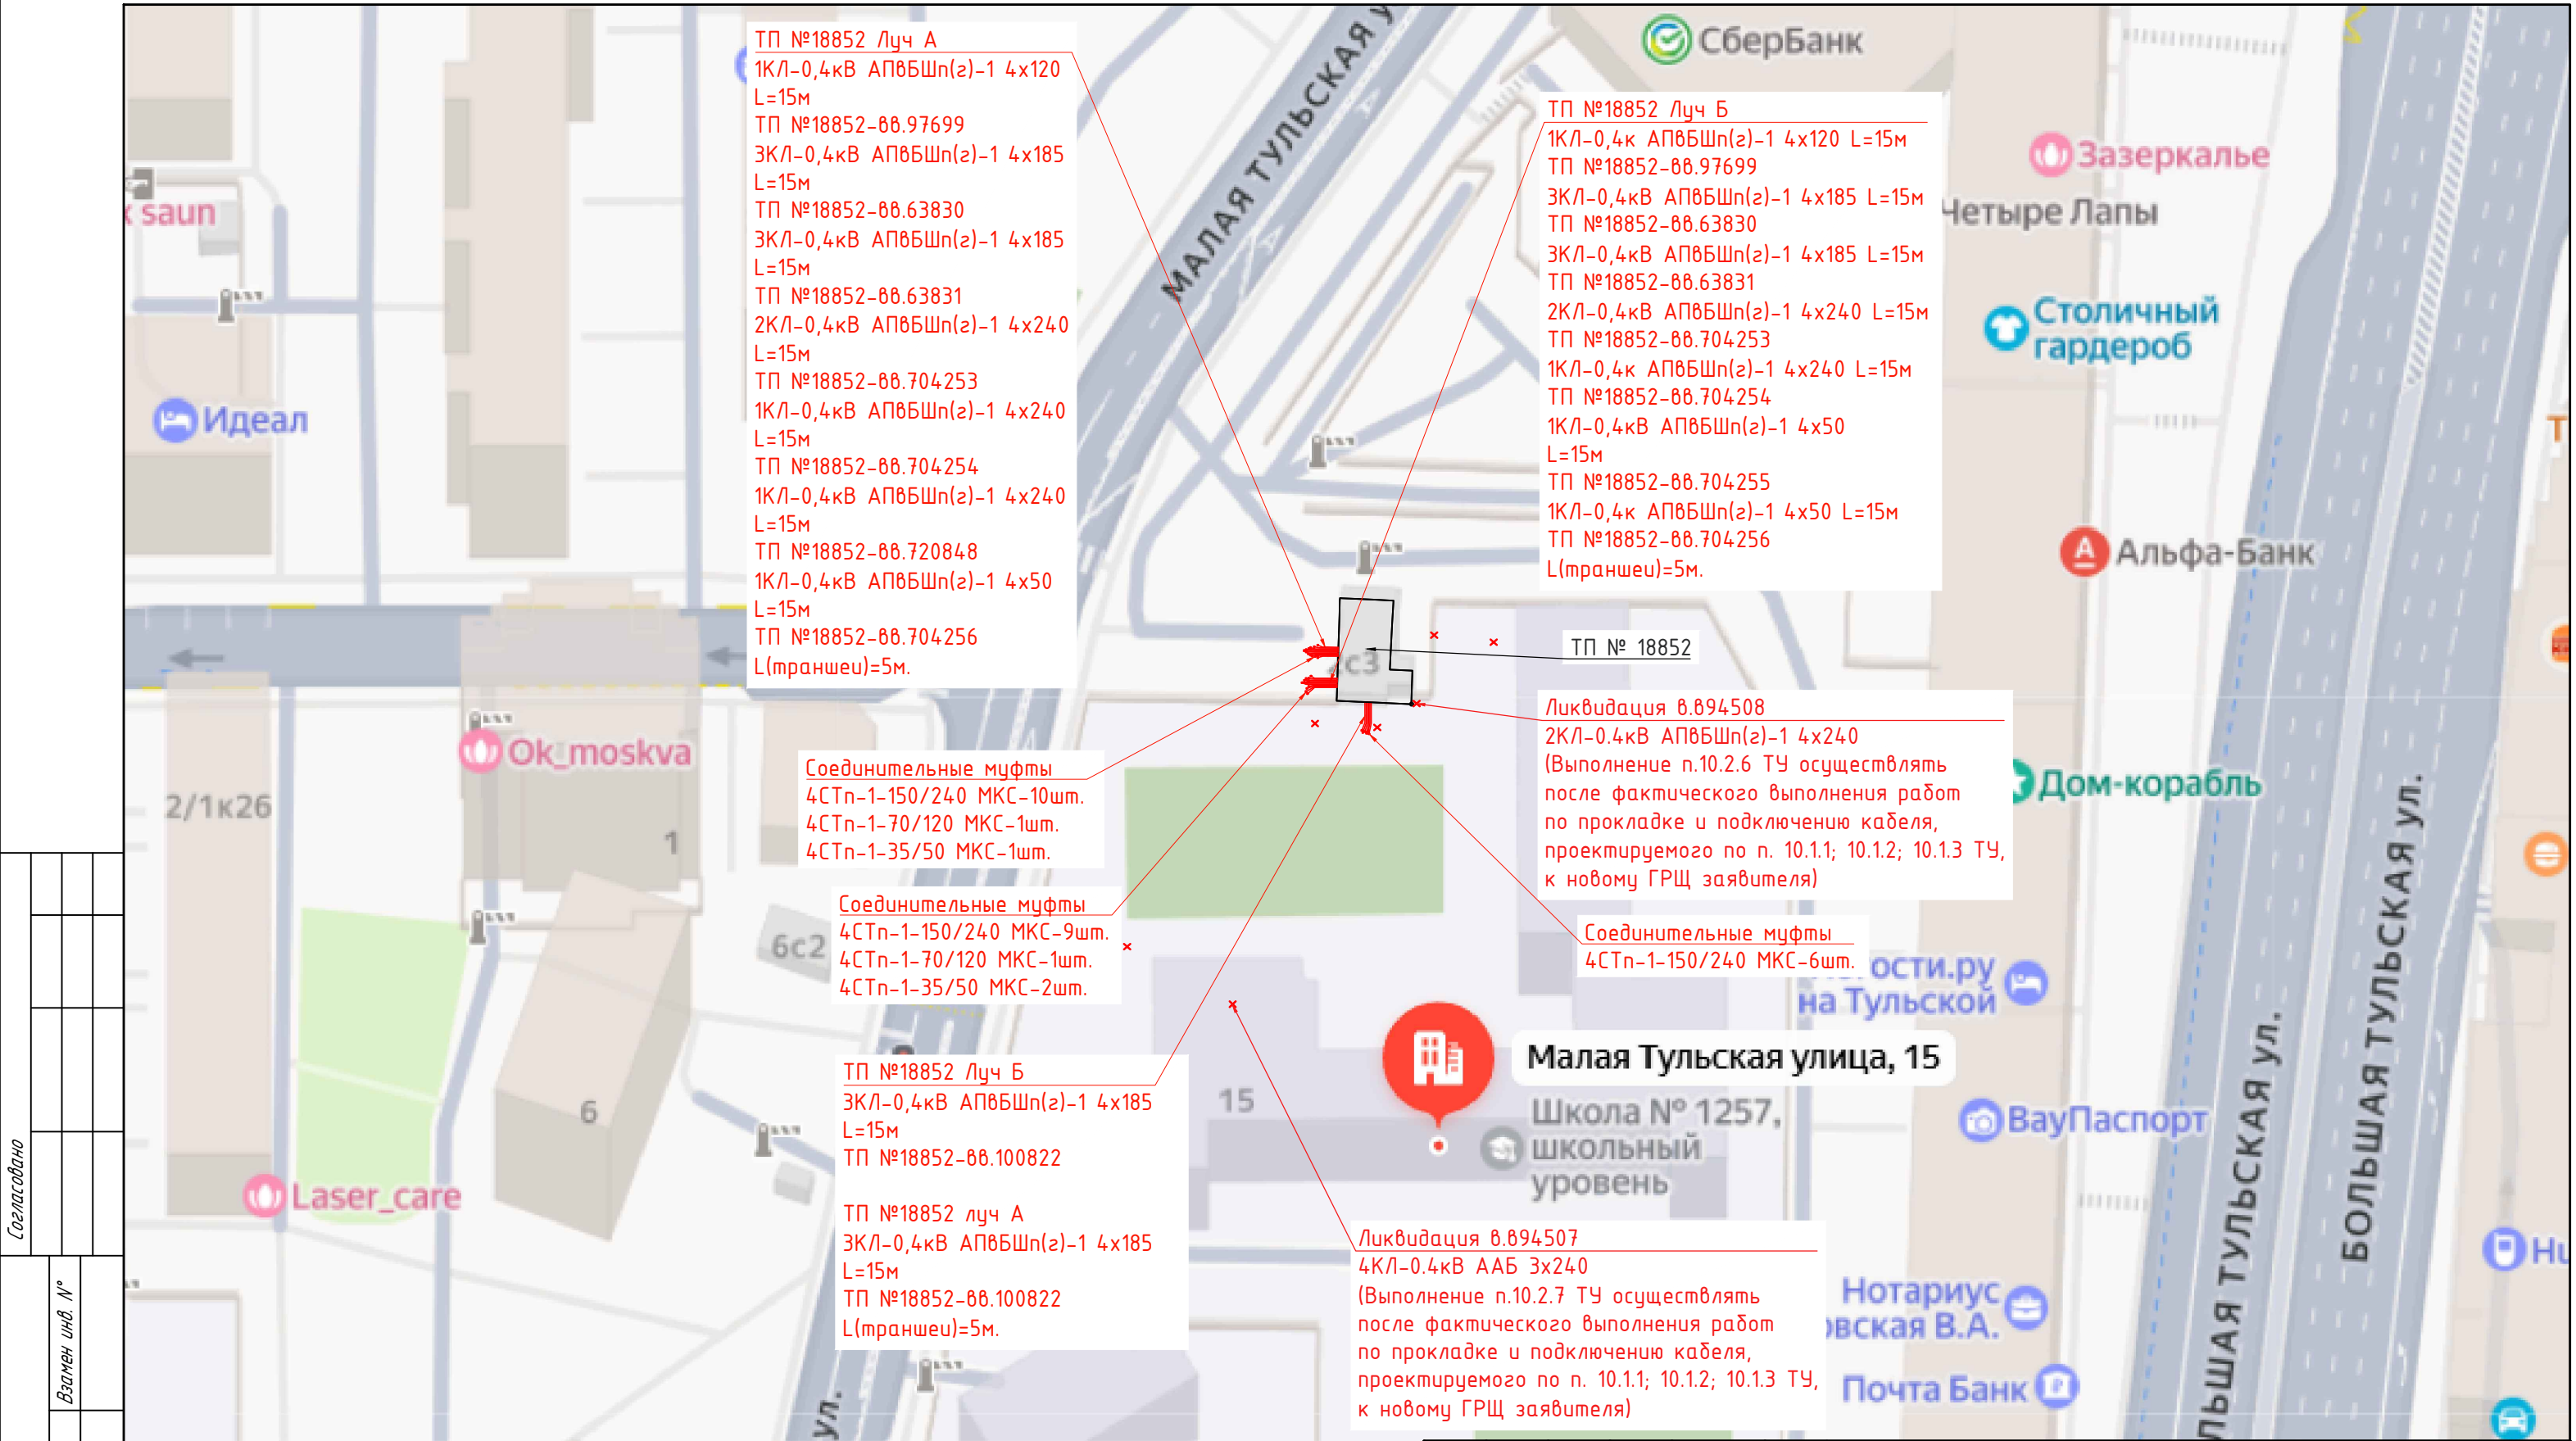 ТП №18852 Луч А
1КЛ-0,4кВ АПвБШп(г)-1 4х120
L=15м
ТП №18852-вв.97699
3КЛ-0,4кВ АПвБШп(г)-1 4х185
L=15м
ТП №18852-вв.63830
3КЛ-0,4кВ АПвБШп(г)-1 4х185
L=15м
ТП №18852-вв.63831
2КЛ-0,4кВ АПвБШп(г)-1 4х240
L=15м
ТП №18852-вв.704253
1КЛ-0,4кВ АПвБШп(г)-1 4х240
L=15м
ТП №18852-вв.704254
1КЛ-0,4кВ АПвБШп(г)-1 4х240
L=15м
ТП №18852-вв.720848
1КЛ-0,4кВ АПвБШп(г)-1 4х50
L=15м
ТП №18852-вв.704256
L(траншеи)=5м.
ТП №18852 Луч Б
1КЛ-0,4к АПвБШп(г)-1 4х120 L=15м
ТП №18852-вв.97699
3КЛ-0,4кВ АПвБШп(г)-1 4х185 L=15м
ТП №18852-вв.63830
3КЛ-0,4кВ АПвБШп(г)-1 4х185 L=15м
ТП №18852-вв.63831
2КЛ-0,4кВ АПвБШп(г)-1 4х240 L=15м
ТП №18852-вв.704253
1КЛ-0,4к АПвБШп(г)-1 4х240 L=15м
ТП №18852-вв.704254
1КЛ-0,4кВ АПвБШп(г)-1 4х50
L=15м
ТП №18852-вв.704255
1КЛ-0,4к АПвБШп(г)-1 4х50 L=15м
ТП №18852-вв.704256
L(траншеи)=5м.
ТП № 18852
Ликвидация в.в94508
2КЛ-0.4кВ АПвБШп(г)-1 4х240
(Выполнение п.10.2.6 ТУ осуществлять
после фактического выполнения работ
по прокладке и подключению кабеля,
проектируемого по п. 10.1.1; 10.1.2; 10.1.3 ТУ,
к новому ГРЩ заявителя)
Соединительные муфты
4СТп-1-150/240 МКС-10шт.
4СТп-1-70/120 МКС-1шт.
4СТп-1-35/50 МКС-1шт.
Соединительные муфты
4СТп-1-150/240 МКС-9шт.
4СТп-1-70/120 МКС-1шт.
4СТп-1-35/50 МКС-2шт.
Соединительные муфты
4СТп-1-150/240 МКС-6шт.
ТП №18852 Луч Б
3КЛ-0,4кВ АПвБШп(г)-1 4х185
L=15м
ТП №18852-вв.100822
ТП №18852 луч А
3КЛ-0,4кВ АПвБШп(г)-1 4х185
L=15м
ТП №18852-вв.100822
L(траншеи)=5м.
Ликвидация в.в94507
4КЛ-0.4кВ ААБ 3х240
(Выполнение п.10.2.7 ТУ осуществлять
после фактического выполнения работ
по прокладке и подключению кабеля,
проектируемого по п. 10.1.1; 10.1.2; 10.1.3 ТУ,
к новому ГРЩ заявителя)
МАЛАЯ ТУЛЬСКАЯ У
СберБанк
Зазеркалье
Четыре Лапы
Столичный
гардероб
Альфа-Банк
Дом-корабль
saun
Идеал
Ok_moskva
2/1к26
1
6с2
6
с3
15
Laser_care
Малая Тульская улица, 15
Школа № 1257,
школьный
уровень
ости.ру
на Тульской
ВауПаспорт
Нотариус
овская В.А.
Почта Банк
БОЛЬШАЯ ТУЛЬСКАЯ ул.
ЛЬШАЯ ТУЛЬСКАЯ ул.
ул.
Согласовано
Взамен инв. №